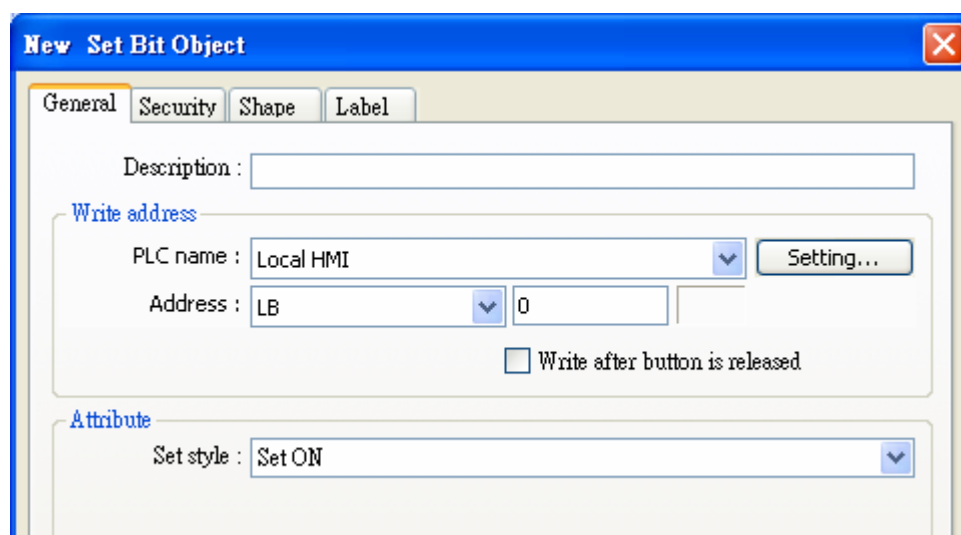 New Set Bit Object
General Security Shape Label
Description :
Write address
PLC name : Local HMI Setting...
Address : LB 0
Write after button is released
Attribute
Set style : Set ON